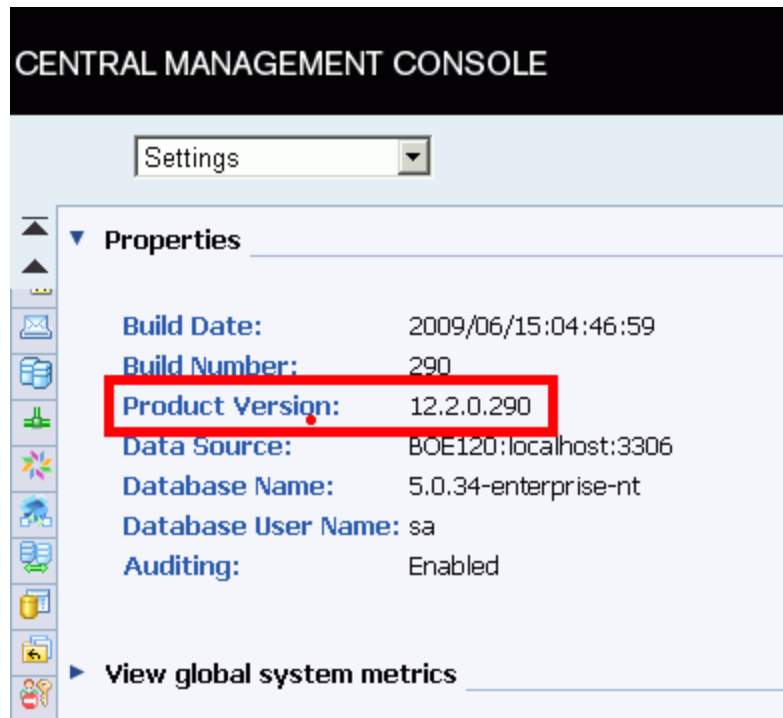 CENTRAL MANAGEMENT CONSOLE
Settings
Properties
Build Date: 2009/06/15:04:46:59
Build Number: 290
Product Version: 12.2.0.290
Data Source: BOE120:localhost:3306
Database Name: 5.0.34-enterprise-nt
Database User Name: sa
Auditing: Enabled
View global system metrics